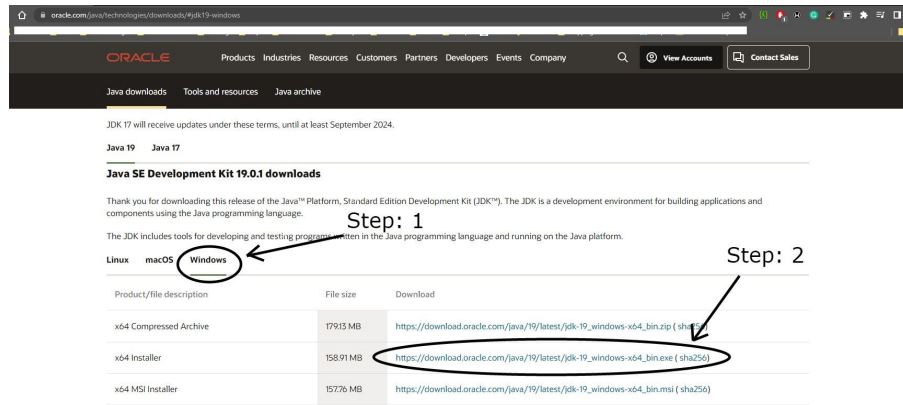 oracle.com/java/technologies/downloads/#jdk19-windows
ORACLE Products Industries Resources Customers Partners Developers Events Company View Accounts Contact Sales
Java downloads Tools and resources Java archive
JDK 17 will receive updates under these terms, until at least September 2024.
Java 19 Java 17
Java SE Development Kit 19.0.1 downloads
Thank you for downloading this release of the Java™ Platform, Standard Edition Development Kit (JDK™). The JDK is a development environment for building applications and
components using the Java programming language.
Step: 1
The JDK includes tools for developing and testing programs written in the Java programming language and running on the Java platform.
Step: 2
Linux macOS Windows
Product/file description File size Download
x64 Compressed Archive 179.13 MB https://download.oracle.com/java/19/latest/jdk-19_windows-x64_bin.zip ( sha256)
x64 Installer 158.91 MB https://download.oracle.com/java/19/latest/jdk-19_windows-x64_bin.exe ( sha256)
x64 MSI Installer 157.76 MB https://download.oracle.com/java/19/latest/jdk-19_windows-x64_bin.msi ( sha256)